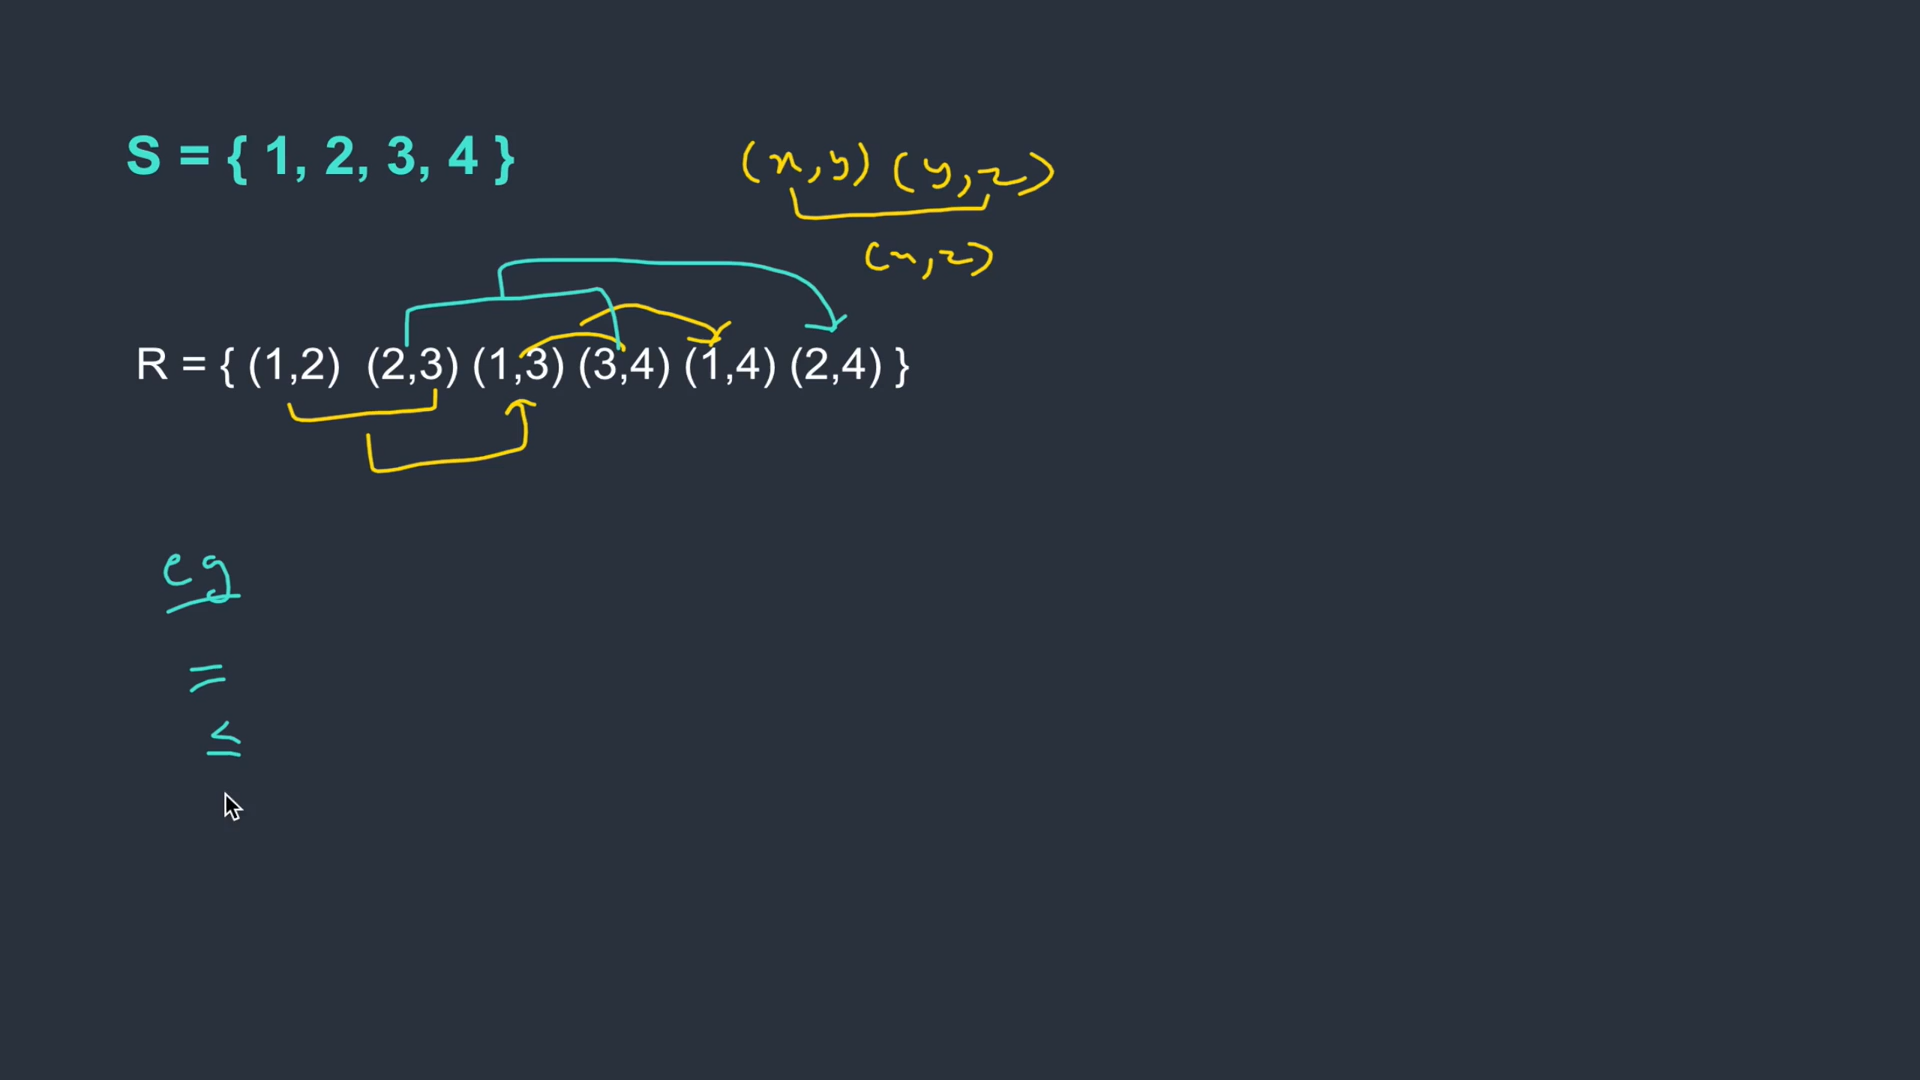 S = { 1, 2, 3, 4 }
(x,y) (y,z)
(x,z)
R = { (1,2) (2,3) (1,3) (3,4) (1,4) (2,4) }
eg
=
≤